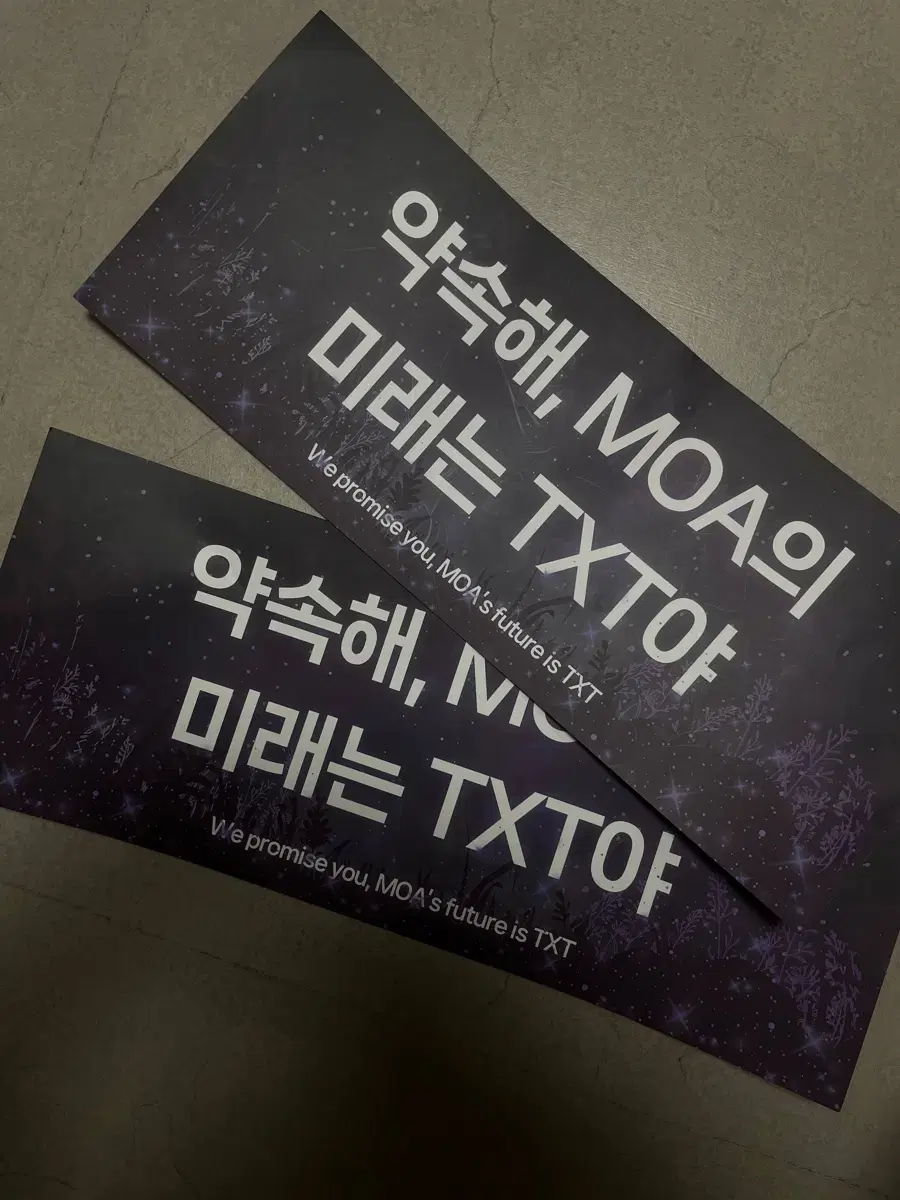 약속해, MOA의
미래는 TXT야
We promise you, MOA's future is TXT
약속해,
미래는 TXT야
We promise you, MOA's future is TXT